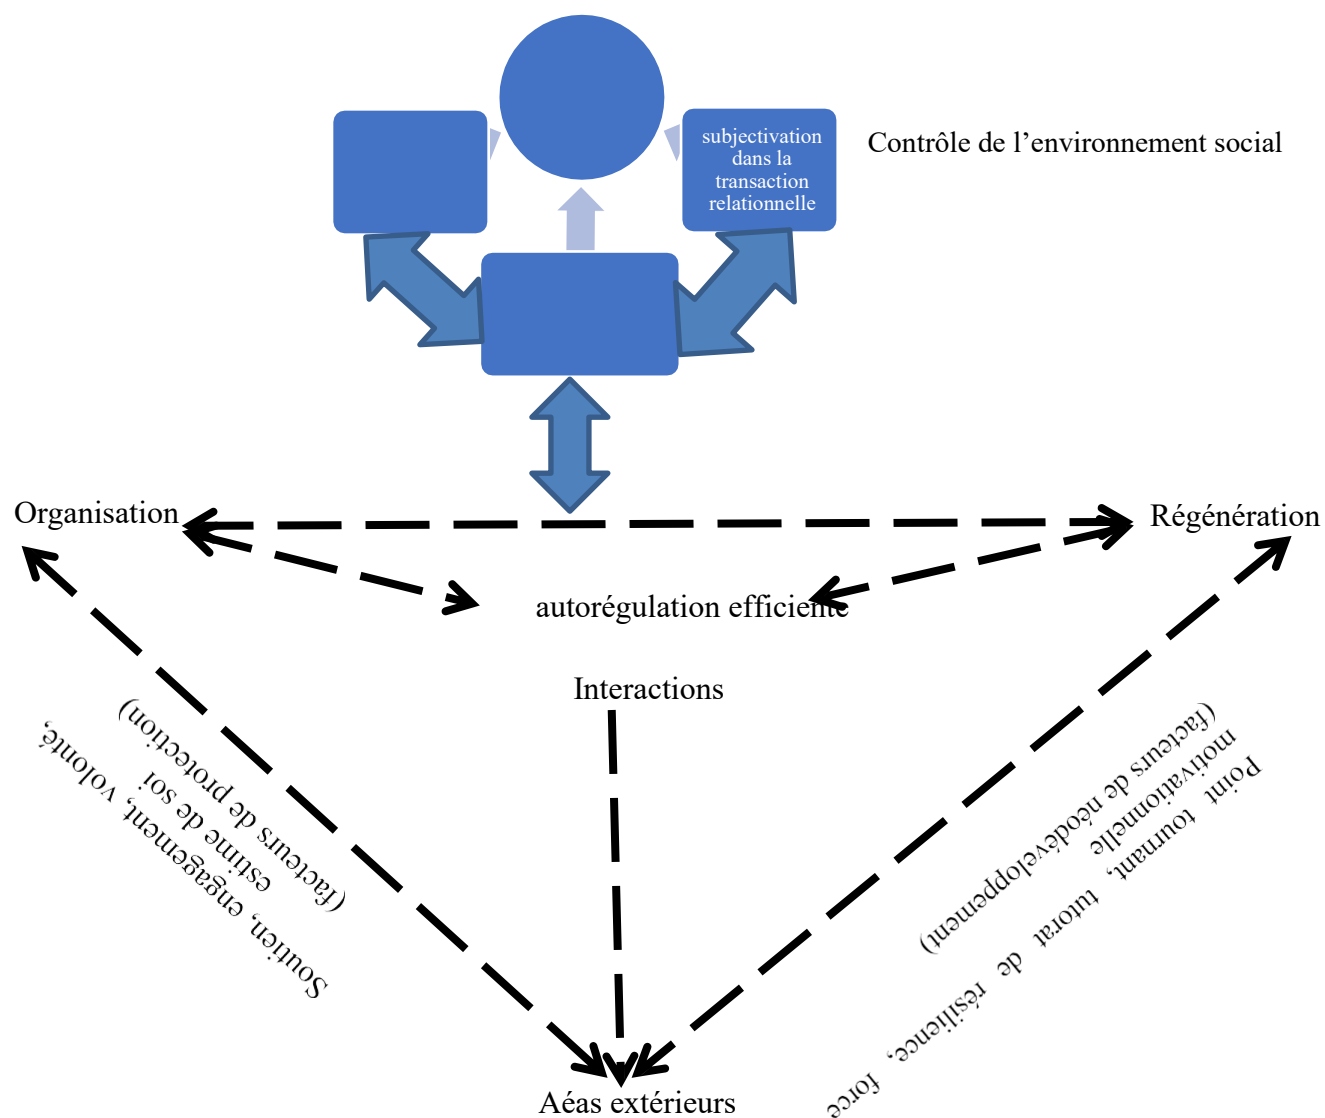 subjectivation
dans la
transaction
relationnelle
Contrôle de l’environnement social
Organisation
Régénération
autorégulation efficiente
Interactions
Soutien, engagement, volonté,
estime de soi
(facteurs de protection)
Point tournant, tutorat de résilience, force
motivationnelle
(facteurs de néodéveloppement)
Aéas extérieurs